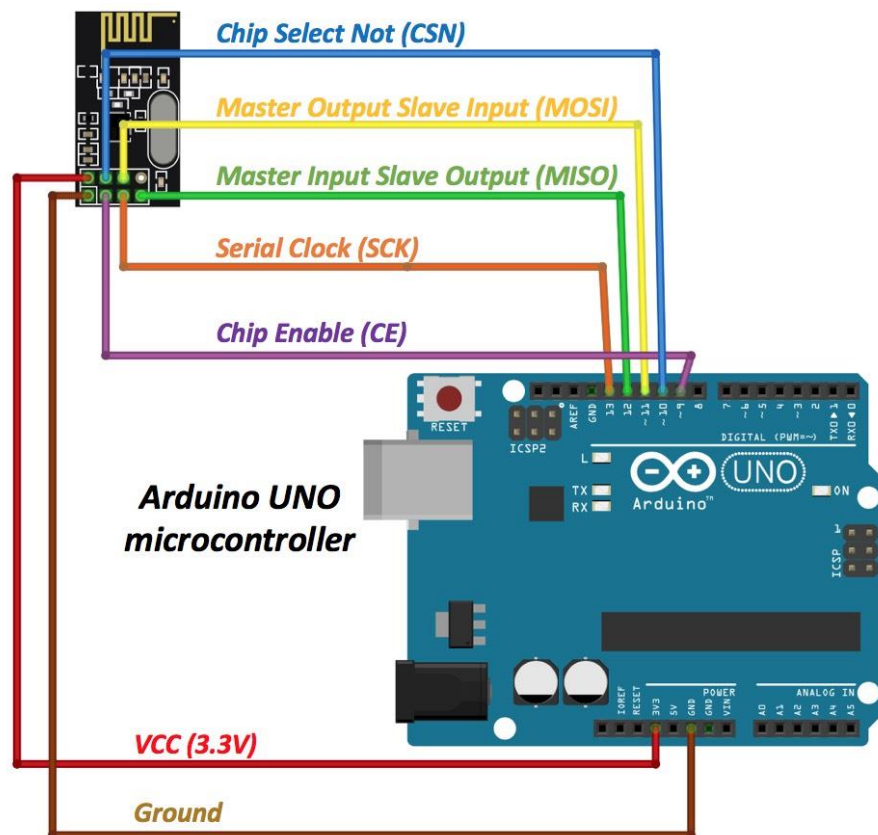 Chip Select Not (CSN)
Master Output Slave Input (MOSI)
Master Input Slave Output (MISO)
Serial Clock (SCK)
Chip Enable (CE)
Arduino UNO
microcontroller
RESET
ICSP2
AREF
GND
13
12
~11
~10
~9
8
7
~6
~5
4
~3
2
TX0▶1
RX0◀0
DIGITAL (PWM=~)
L
TX
RX
UNO
Arduino™
ON
1
ICSP
POWER
ANALOG IN
IOREF
RESET
3V3
5V
GND
GND
VIN
A0
A1
A2
A3
A4
A5
VCC (3.3V)
Ground